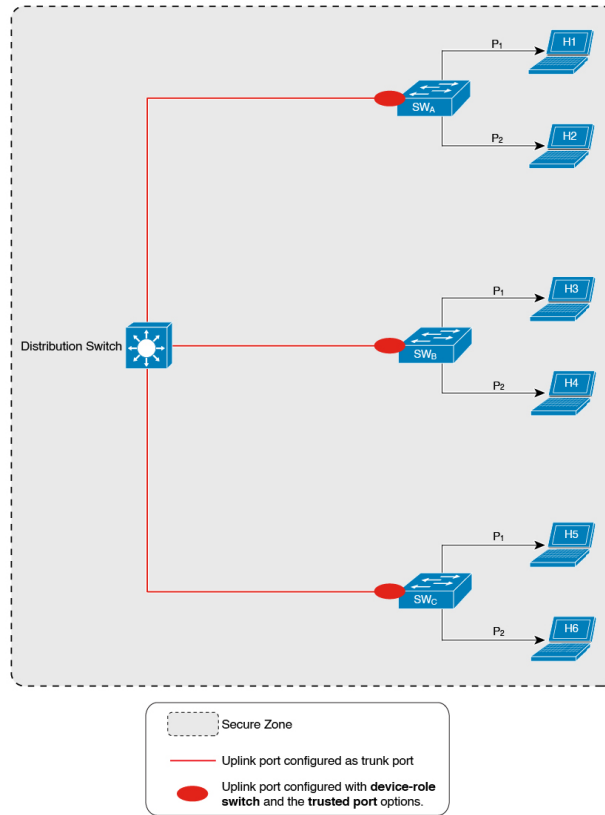 P1
H1
SWA
P2
H2
P1
H3
Distribution Switch
SWB
P2
H4
P1
H5
SWC
P2
H6
Secure Zone
Uplink port configured as trunk port
Uplink port configured with device-role
switch and the trusted port options.